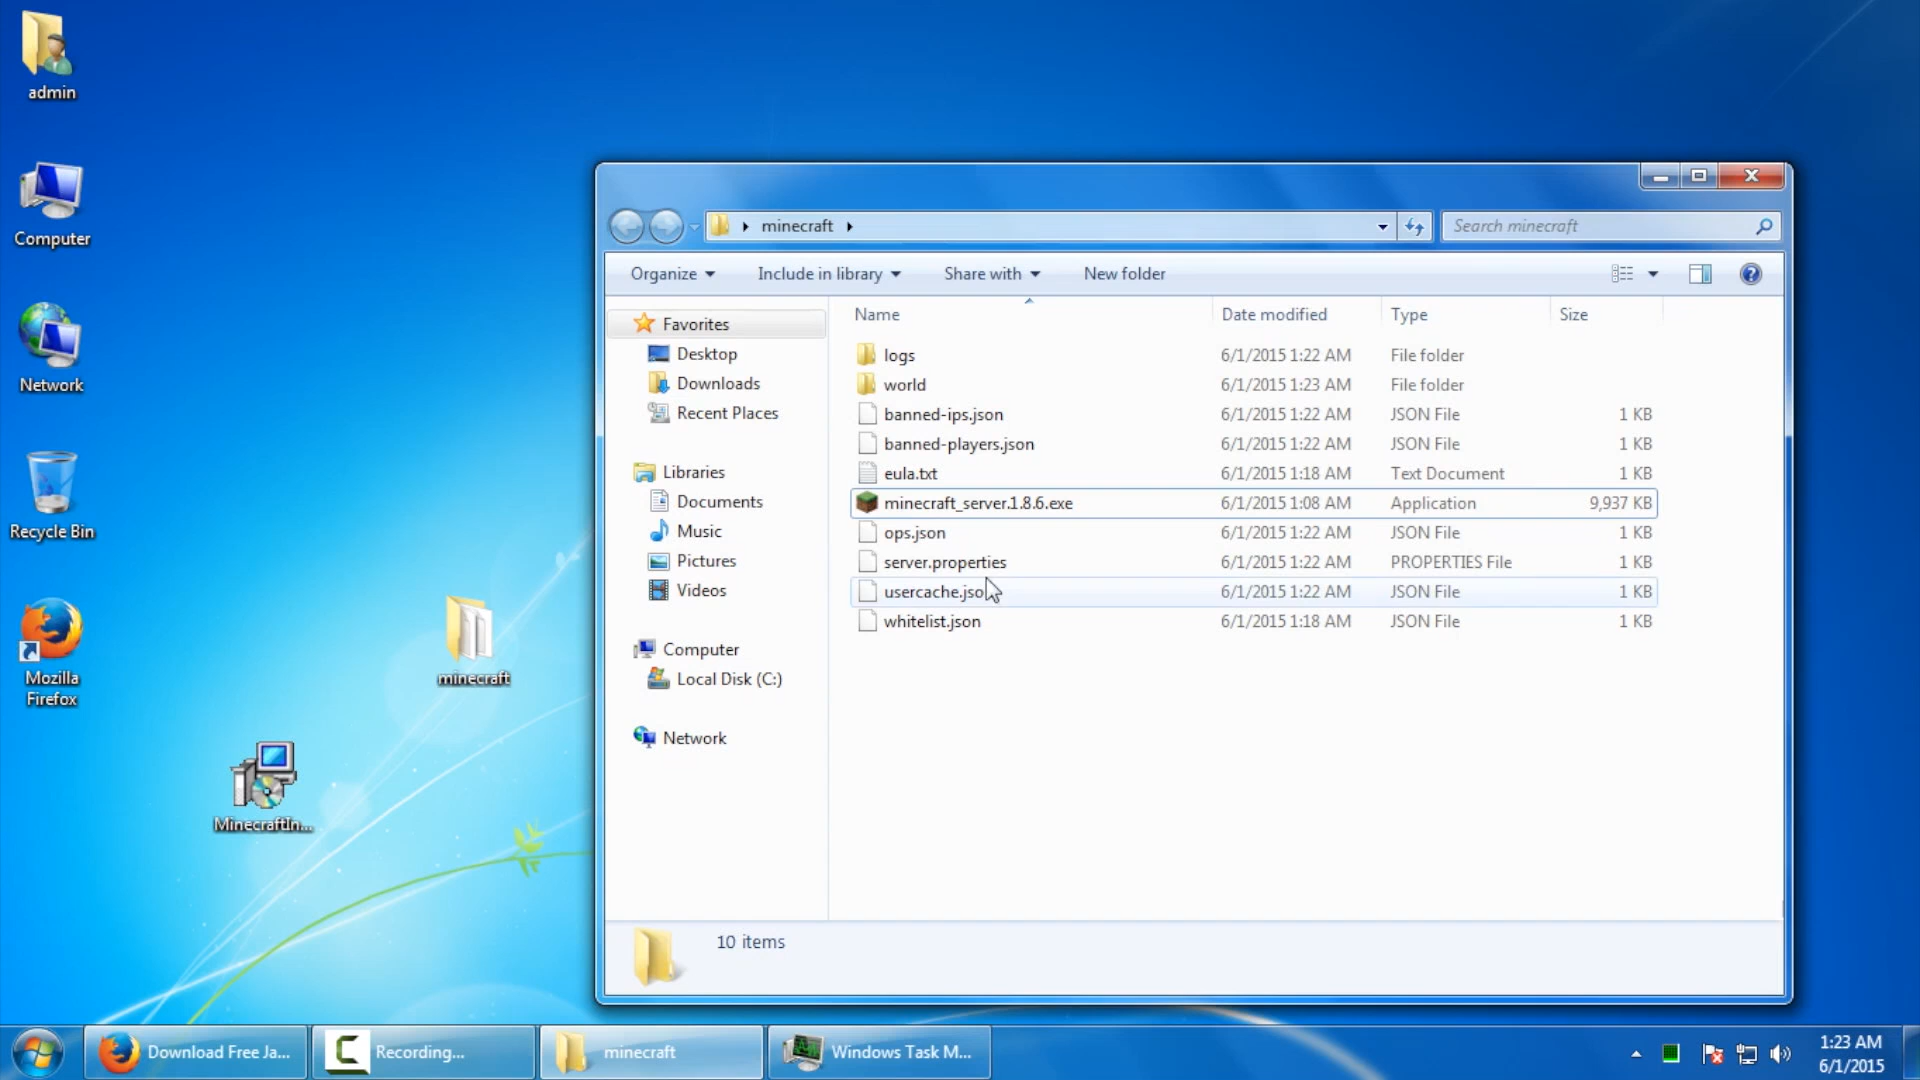 admin
Computer
Network
Recycle Bin
Mozilla
Firefox
minecraft
MinecraftIn...
minecraft
Search minecraft
Organize
Include in library
Share with
New folder
Favorites
Desktop
Downloads
Recent Places
Libraries
Documents
Music
Pictures
Videos
Computer
Local Disk (C:)
Network
Name Date modified Type Size
logs 6/1/2015 1:22 AM File folder
world 6/1/2015 1:23 AM File folder
banned-ips.json 6/1/2015 1:22 AM JSON File 1 KB
banned-players.json 6/1/2015 1:22 AM JSON File 1 KB
eula.txt 6/1/2015 1:18 AM Text Document 1 KB
minecraft_server.1.8.6.exe 6/1/2015 1:08 AM Application 9,937 KB
ops.json 6/1/2015 1:22 AM JSON File 1 KB
server.properties 6/1/2015 1:22 AM PROPERTIES File 1 KB
usercache.jso 6/1/2015 1:22 AM JSON File 1 KB
whitelist.json 6/1/2015 1:18 AM JSON File 1 KB
10 items
Download Free Ja...
Recording...
minecraft
Windows Task M...
1:23 AM
6/1/2015